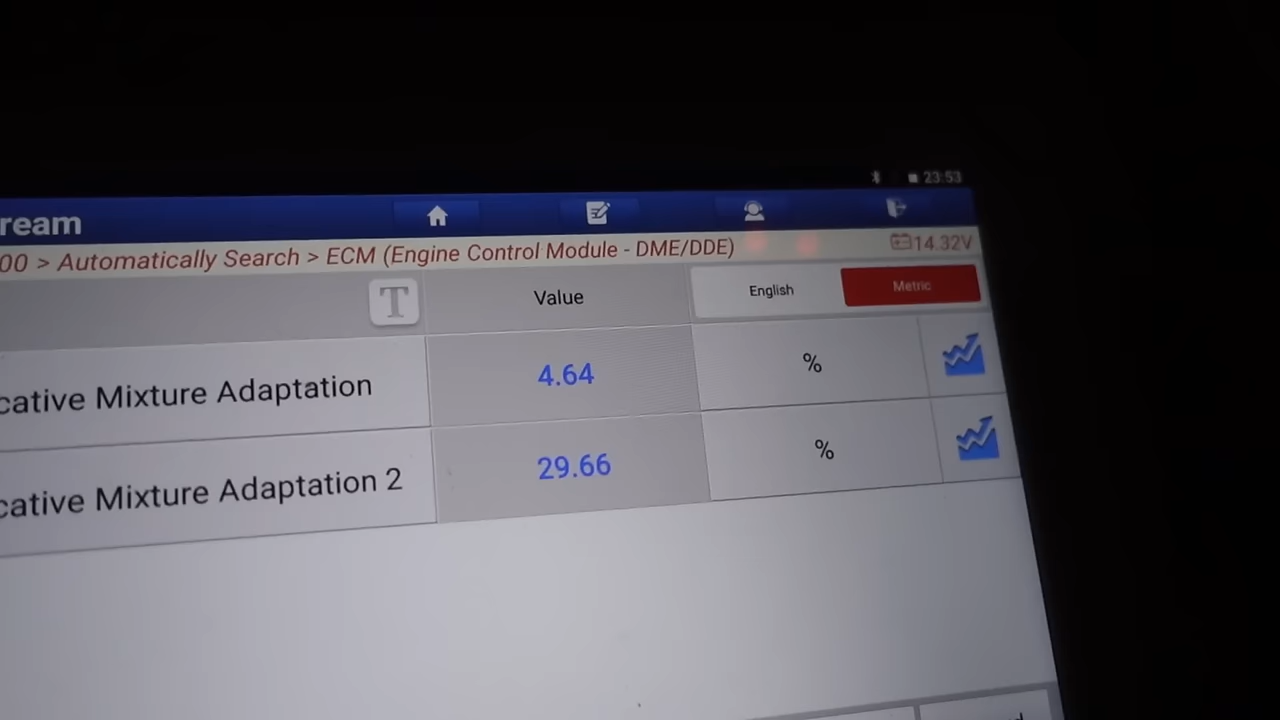 23:53
ream
00 > Automatically Search > ECM (Engine Control Module - DME/DDE)
14.32V
T
Value
English
Metric
cative Mixture Adaptation
4.64
%
cative Mixture Adaptation 2
29.66
%